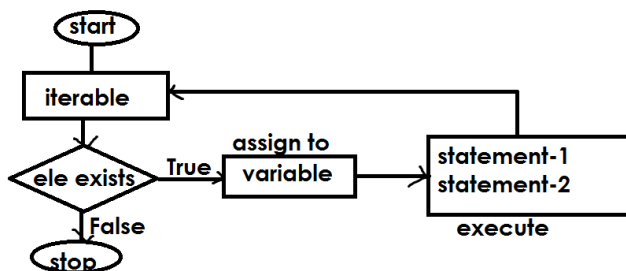 start
iterable
ele exists
True
assign to
variable
statement-1
statement-2
execute
False
stop